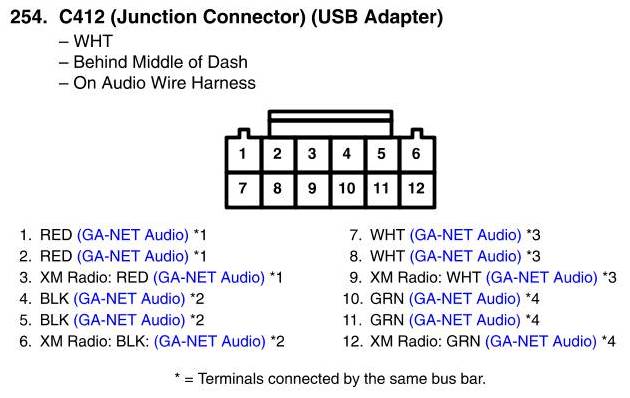 254. C412 (Junction Connector) (USB Adapter)
– WHT
– Behind Middle of Dash
– On Audio Wire Harness
1 2 3 4 5 6
7 8 9 10 11 12
1. RED (GA-NET Audio) *1
2. RED (GA-NET Audio) *1
3. XM Radio: RED (GA-NET Audio) *1
4. BLK (GA-NET Audio) *2
5. BLK (GA-NET Audio) *2
6. XM Radio: BLK: (GA-NET Audio) *2
7. WHT (GA-NET Audio) *3
8. WHT (GA-NET Audio) *3
9. XM Radio: WHT (GA-NET Audio) *3
10. GRN (GA-NET Audio) *4
11. GRN (GA-NET Audio) *4
12. XM Radio: GRN (GA-NET Audio) *4
* = Terminals connected by the same bus bar.